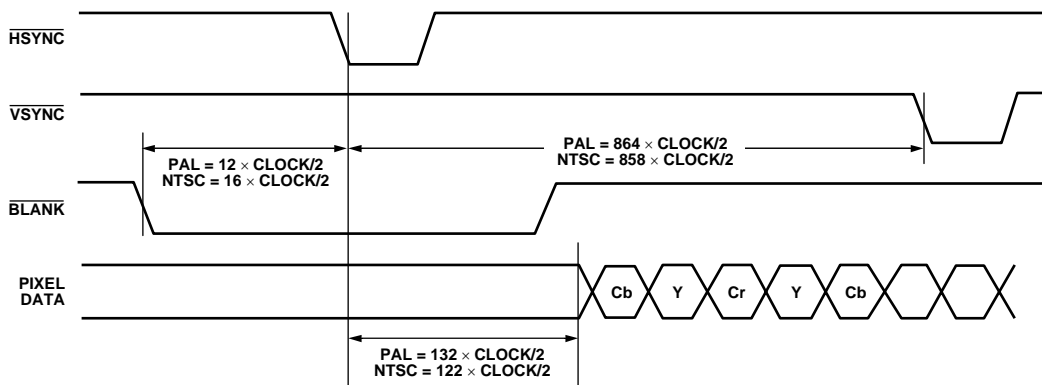 HSYNC
VSYNC
PAL = 12 × CLOCK/2
NTSC = 16 × CLOCK/2
PAL = 864 × CLOCK/2
NTSC = 858 × CLOCK/2
BLANK
PIXEL
DATA
Cb Y Cr Y Cb
PAL = 132 × CLOCK/2
NTSC = 122 × CLOCK/2